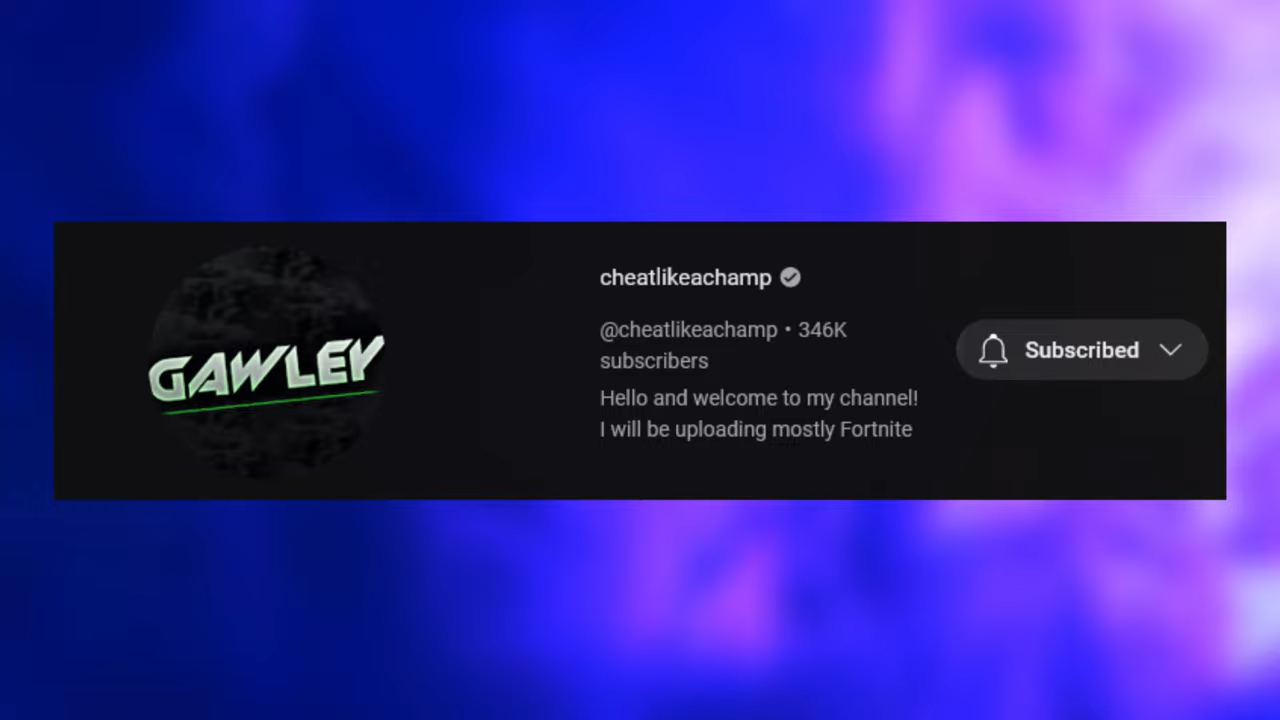 GAWLEY
cheatlikeachamp
@cheatlikeachamp • 346K
subscribers
Hello and welcome to my channel!
I will be uploading mostly Fortnite
Subscribed